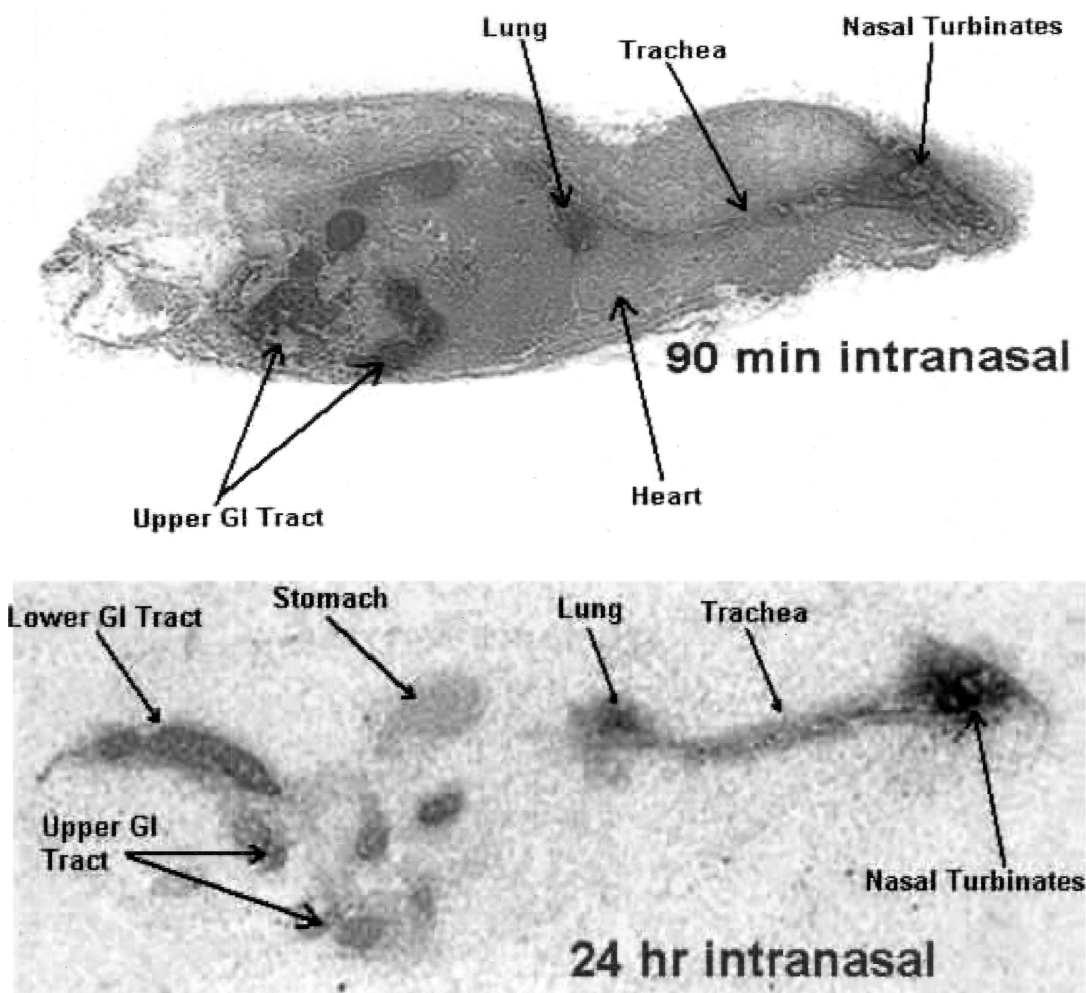 Lung
Trachea
Nasal Turbinates
90 min intranasal
Heart
Upper GI Tract
Lower GI Tract
Stomach
Lung
Trachea
Upper GI
Tract
Nasal Turbinates
24 hr intranasal